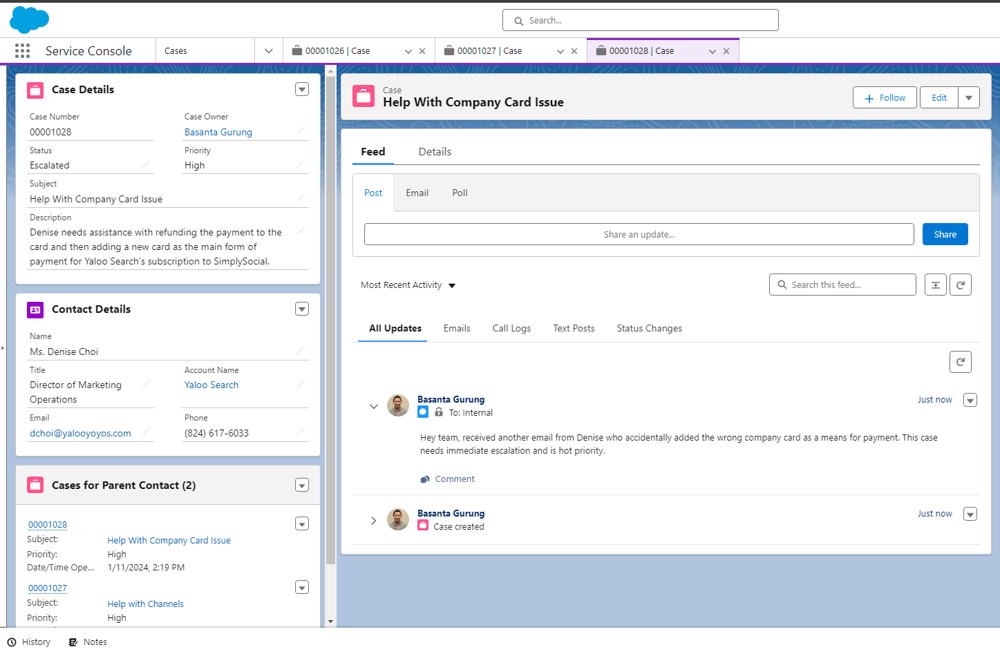 Search...
Service Console
Cases
00001026 | Case
00001027 | Case
00001028 | Case
Case Details
Case Number
Case Owner
00001028
Basanta Gurung
Status
Priority
Escalated
High
Subject
Help With Company Card Issue
Description
Denise needs assistance with refunding the payment to the
card and then adding a new card as the main form of
payment for Yaloo Search's subscription to SimplySocial.
Contact Details
Name
Ms. Denise Choi
Title
Account Name
Director of Marketing
Operations
Yaloo Search
Email
Phone
dchoi@yalooyoyos.com
(824) 617-6033
Cases for Parent Contact (2)
00001028
Subject:
Help With Company Card Issue
Priority:
High
Date/Time Ope...
1/11/2024, 2:19 PM
00001027
Subject:
Help with Channels
Priority:
High
Case
Help With Company Card Issue
Follow
Edit
Feed
Details
Post
Email
Poll
Share an update...
Share
Most Recent Activity
Search this feed...
All Updates
Emails
Call Logs
Text Posts
Status Changes
Basanta Gurung
Just now
To: Internal
Hey team, received another email from Denise who accidentally added the wrong company card as a means for payment. This case
needs immediate escalation and is hot priority.
Comment
Basanta Gurung
Just now
Case created
History
Notes